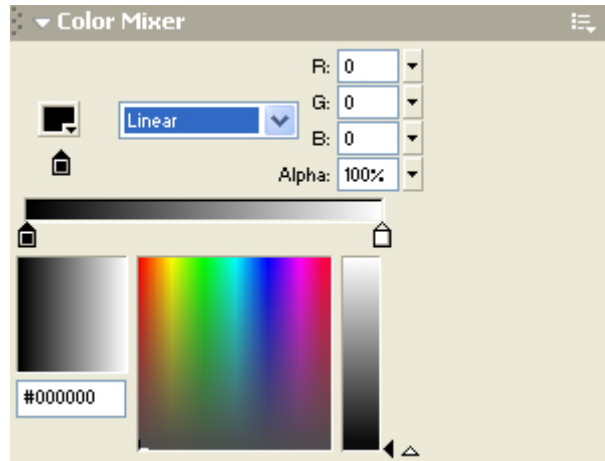 Color Mixer
R: 0
Linear
G: 0
B: 0
Alpha: 100%
#000000